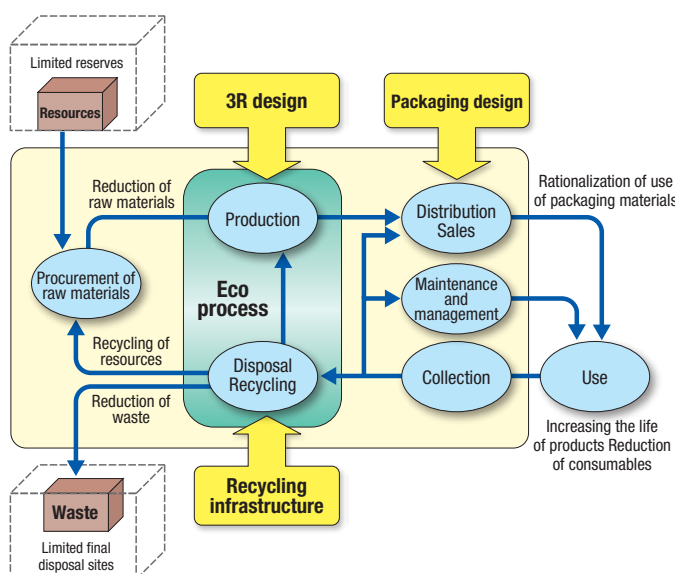 Limited reserves
Resources
3R design
Packaging design
Reduction of
raw materials
Production
Distribution
Sales
Rationalization of use
of packaging materials
Procurement of
raw materials
Eco
process
Maintenance and
management
Recycling of
resources
Disposal
Recycling
Collection
Use
Reduction of
waste
Increasing the life
of products Reduction
of consumables
Recycling
infrastructure
Waste
Limited final
disposal sites